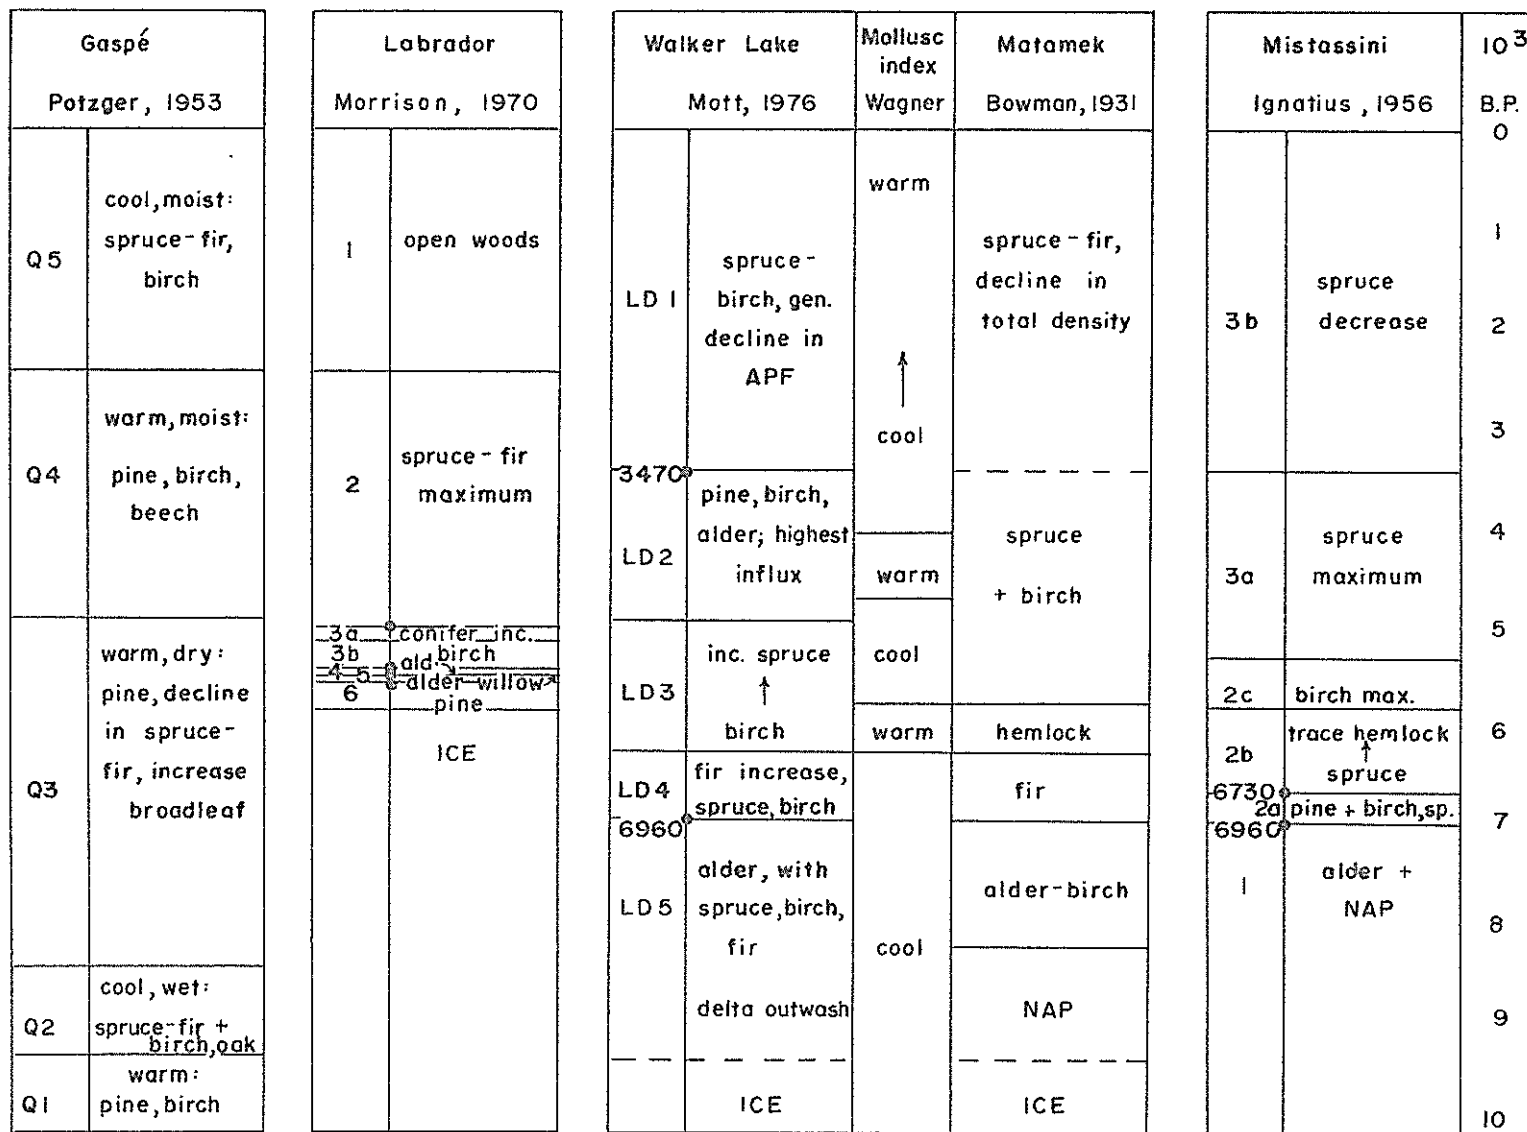 Gaspé
Potzger, 1953
Q5
cool, moist:
spruce-fir,
birch
Q4
warm, moist:
pine, birch,
beech
Q3
warm, dry:
pine, decline
in spruce-
fir, increase
broadleaf
Q2
cool, wet:
spruce-fir +
birch, oak
Q1
warm:
pine, birch
Labrador
Morrison, 1970
1
open woods
2
spruce-fir
maximum
3a
conifer inc.
3b
birch
4
ald.
5
alder willow
6
pine
ICE
Walker Lake
Mott, 1976
LD 1
spruce-
birch, gen.
decline in
APF
3470
LD2
pine, birch,
alder; highest
influx
LD3
inc. spruce
↑
birch
LD4
fir increase,
spruce, birch
6960
LD5
alder, with
spruce, birch,
fir
delta outwash
ICE
Mollusc
index
Wagner
warm
↑
cool
warm
cool
warm
cool
Matamek
Bowman, 1931
spruce-fir,
decline in
total density
spruce
+ birch
hemlock
fir
alder-birch
NAP
ICE
Mistassini
Ignatius, 1956
3b
spruce
decrease
3a
spruce
maximum
2c
birch max.
2b
trace hemlock
↑
spruce
6730
2a
pine + birch, sp.
6960
1
alder +
NAP
10³
B.P.
0
1
2
3
4
5
6
7
8
9
10